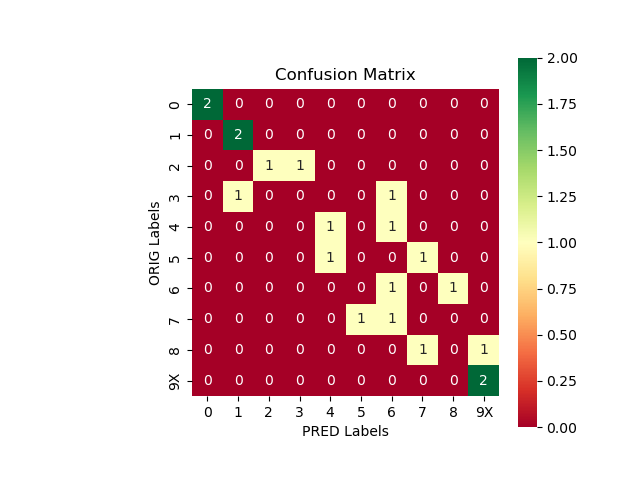 Confusion Matrix
ORIG Labels
0 2 0 0 0 0 0 0 0 0 0
1 0 2 0 0 0 0 0 0 0 0
2 0 0 1 1 0 0 0 0 0 0
3 0 1 0 0 0 0 1 0 0 0
4 0 0 0 0 1 0 1 0 0 0
5 0 0 0 0 1 0 0 1 0 0
6 0 0 0 0 0 0 1 0 1 0
7 0 0 0 0 0 1 1 0 0 0
8 0 0 0 0 0 0 0 1 0 1
9X 0 0 0 0 0 0 0 0 0 2
0 1 2 3 4 5 6 7 8 9X
PRED Labels
2.00
1.75
1.50
1.25
1.00
0.75
0.50
0.25
0.00